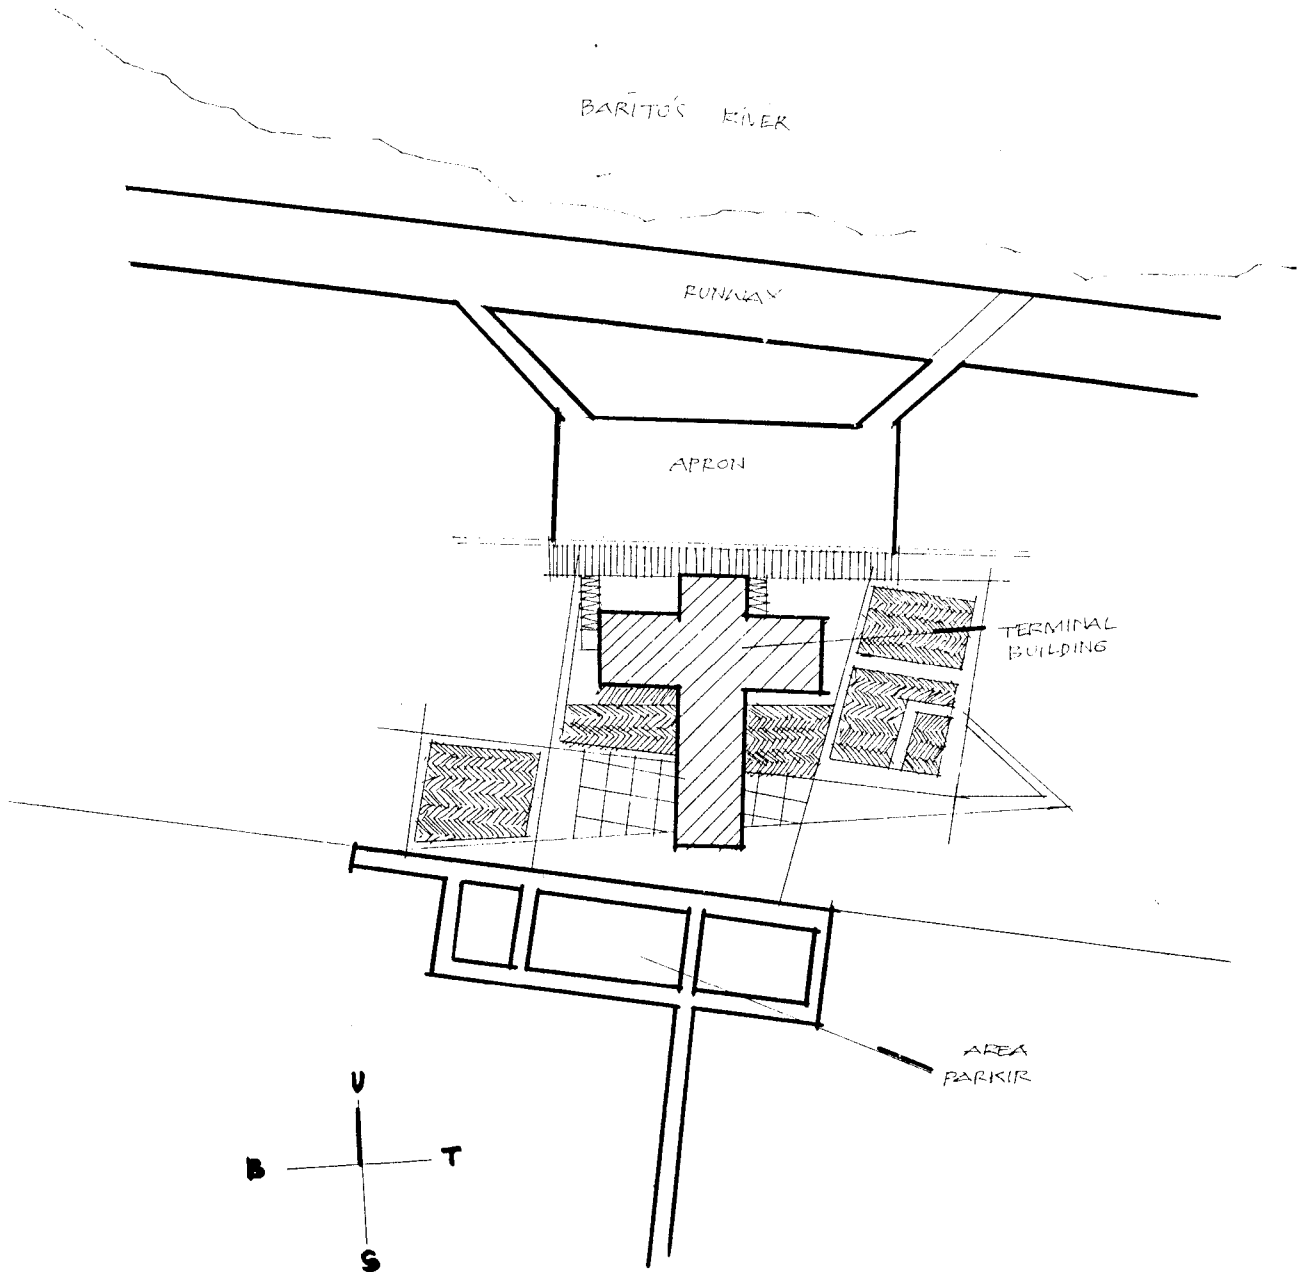 BARITO'S RIVER
RUNWAY
APRON
TERMINAL
BUILDING
AREA
PARKIR
U
B T
S